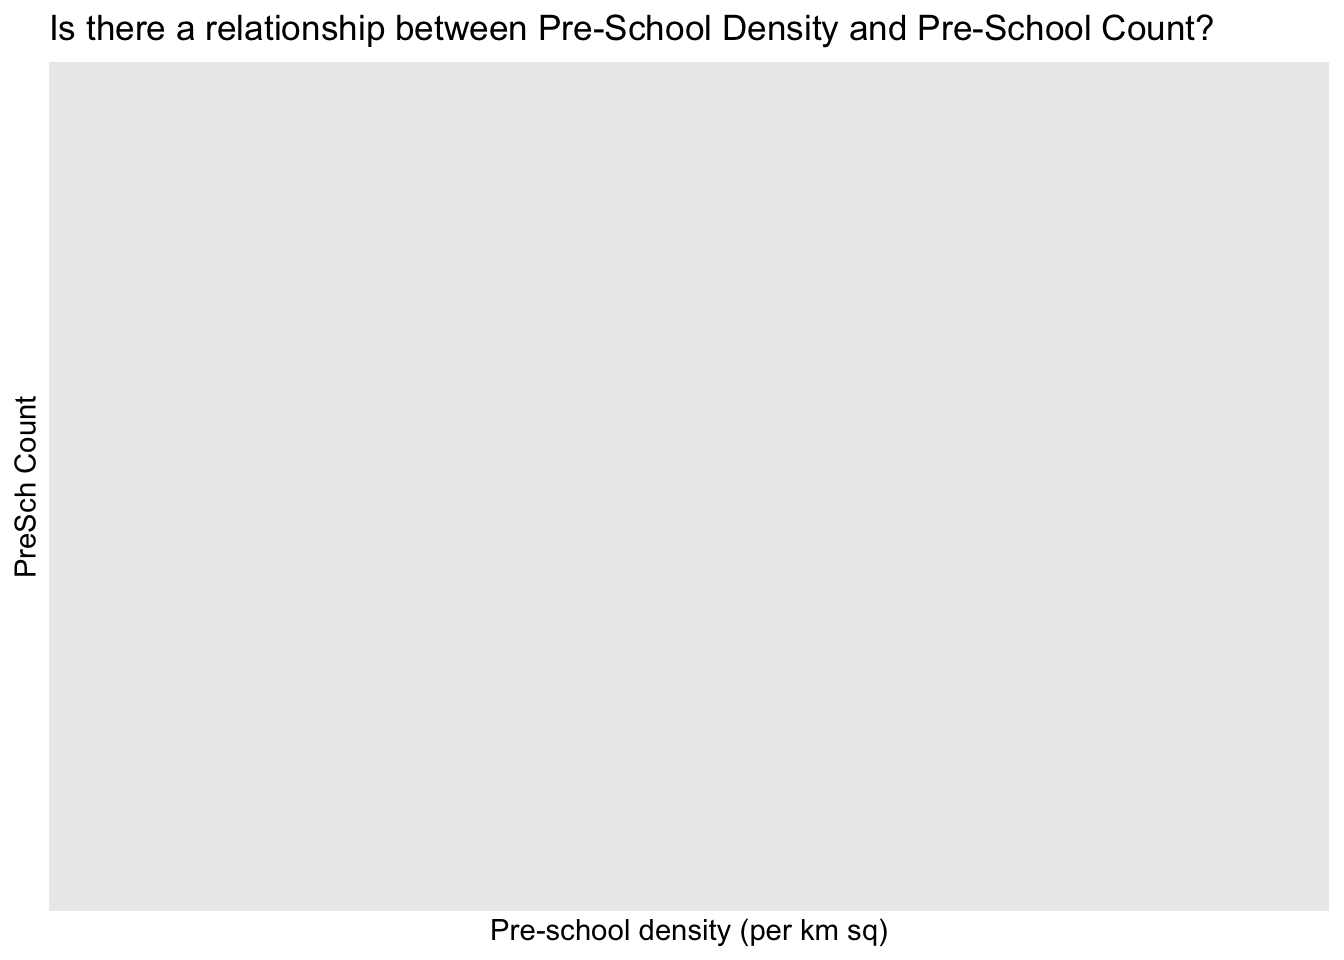 Is there a relationship between Pre-School Density and Pre-School Count?
PreSch Count
Pre-school density (per km sq)